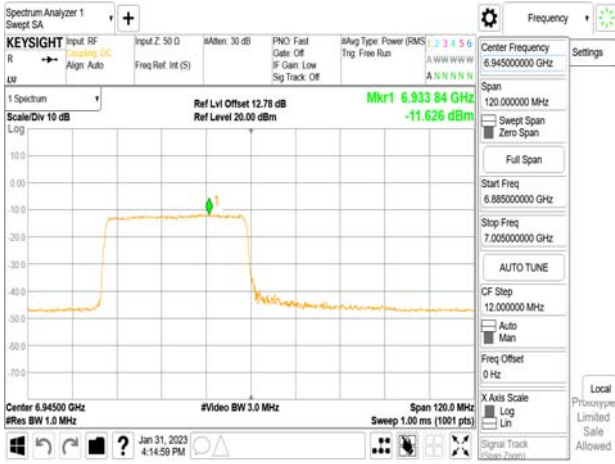 Spectrum Analyzer 1
Swept SA
+
Frequency
KEYSIGHT
Input: RF
Coupling: DC
Align: Auto
Input Z: 50 Ω
Freq Ref: Int (S)
#Atten: 30 dB
PNO: Fast
Gate: Off
IF Gain: Low
Sig Track: Off
#Avg Type: Power (RMS
Trig: Free Run
1 2 3 4 5 6
A W W W W W
A N N N N N
R
LXI
Center Frequency
6.945000000 GHz
Settings
Span
120.000000 MHz
Swept Span
Zero Span
Full Span
Start Freq
6.885000000 GHz
Stop Freq
7.005000000 GHz
AUTO TUNE
CF Step
12.000000 MHz
Auto
Man
Freq Offset
0 Hz
X Axis Scale
Log
Lin
Signal Track
(Span Zoom)
Local
Prototype
Limited
Sale
Allowed
1 Spectrum
Scale/Div 10 dB
Log
Ref Lvl Offset 12.78 dB
Ref Level 20.00 dBm
Mkr1 6.933 84 GHz
-11.626 dBm
10.0
0.00
-10.0
-20.0
-30.0
-40.0
-50.0
-60.0
-70.0
1
Center 6.94500 GHz
#Res BW 1.0 MHz
#Video BW 3.0 MHz
Span 120.0 MHz
Sweep 1.00 ms (1001 pts)
?
Jan 31, 2023
4:14:59 PM